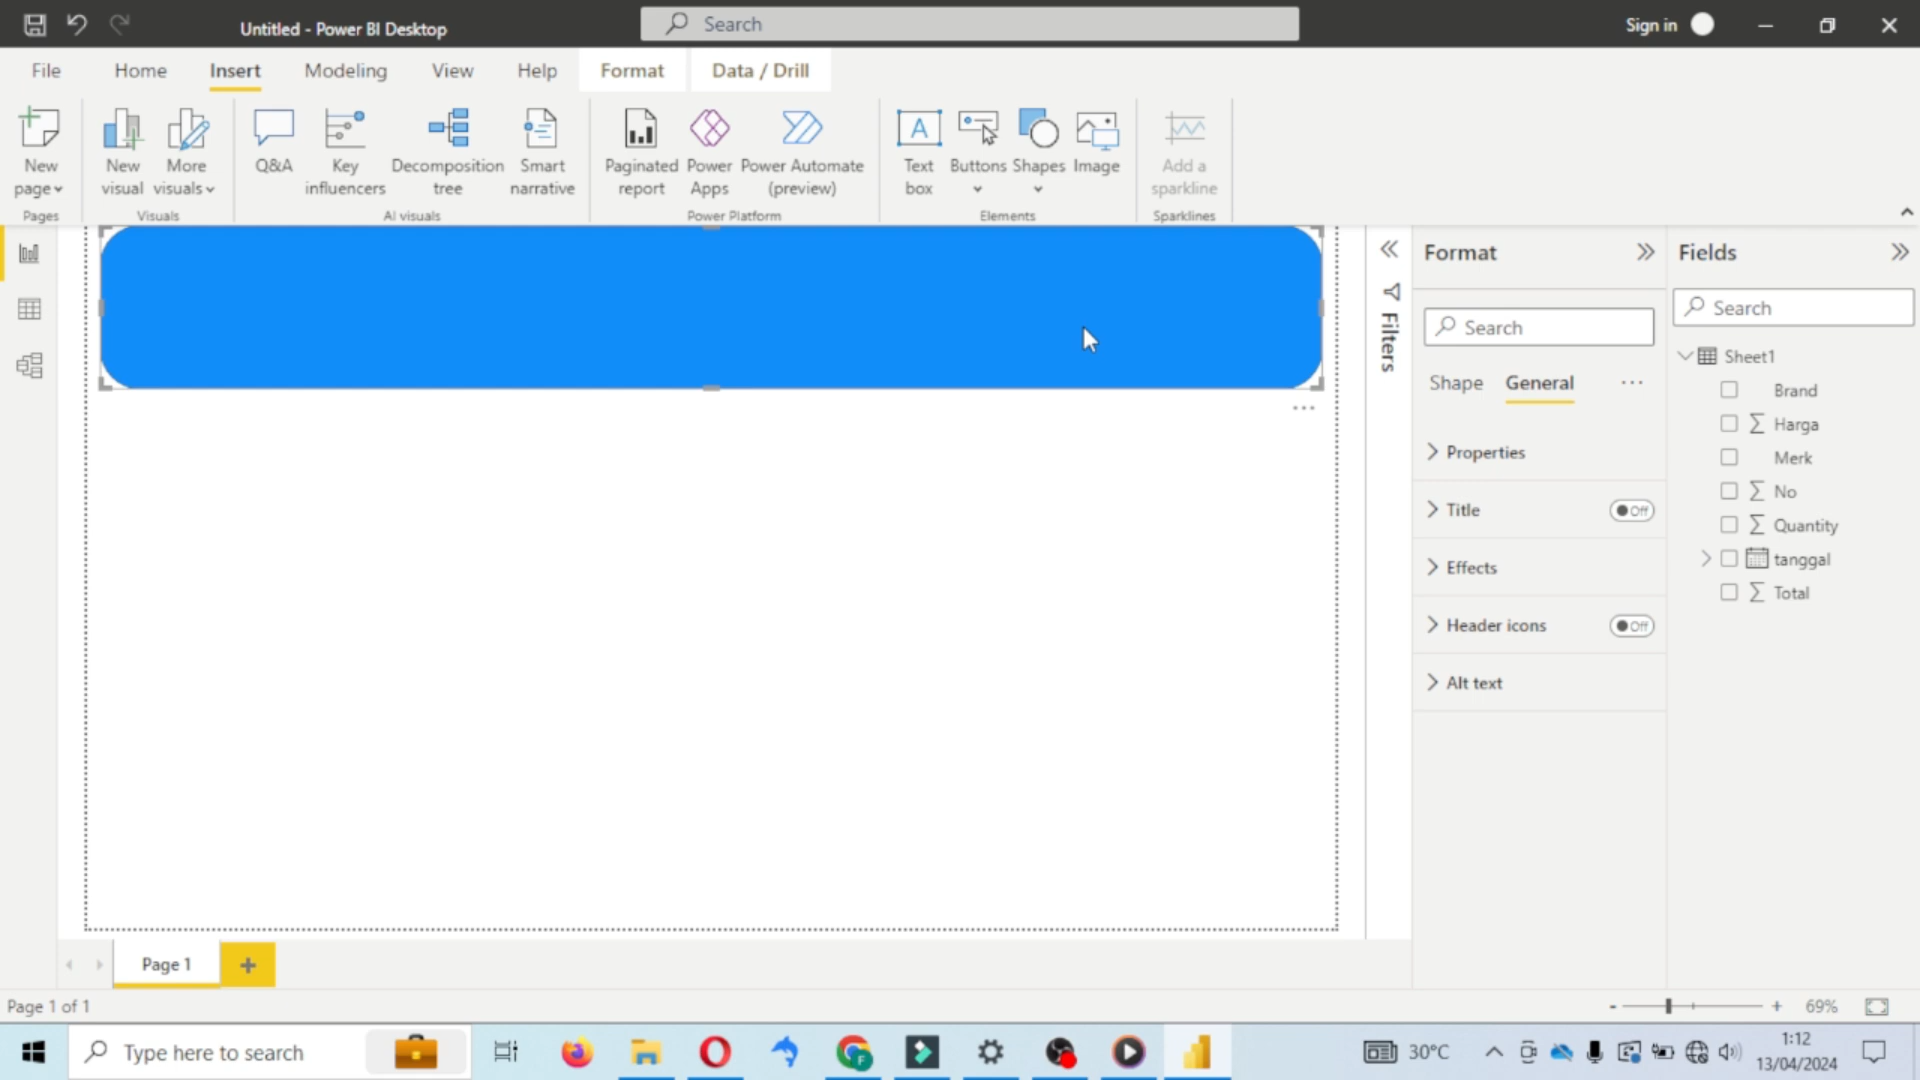 Untitled - Power BI Desktop
Search
Sign in
File
Home
Insert
Modeling
View
Help
Format
Data / Drill
New page
New visual
More visuals
Q&A
Key influencers
Decomposition tree
Smart narrative
Paginated report
Power Apps
Power Automate (preview)
Text box
Buttons
Shapes
Image
Add a sparkline
Pages
Visuals
AI visuals
Power Platform
Elements
Sparklines
Filters
Format
Search
Shape
General
Properties
Title
Off
Effects
Header icons
Off
Alt text
Fields
Search
Sheet1
Brand
Harga
Merk
No
Quantity
tanggal
Total
Page 1
Page 1 of 1
69%
Type here to search
30°C
1:12
13/04/2024